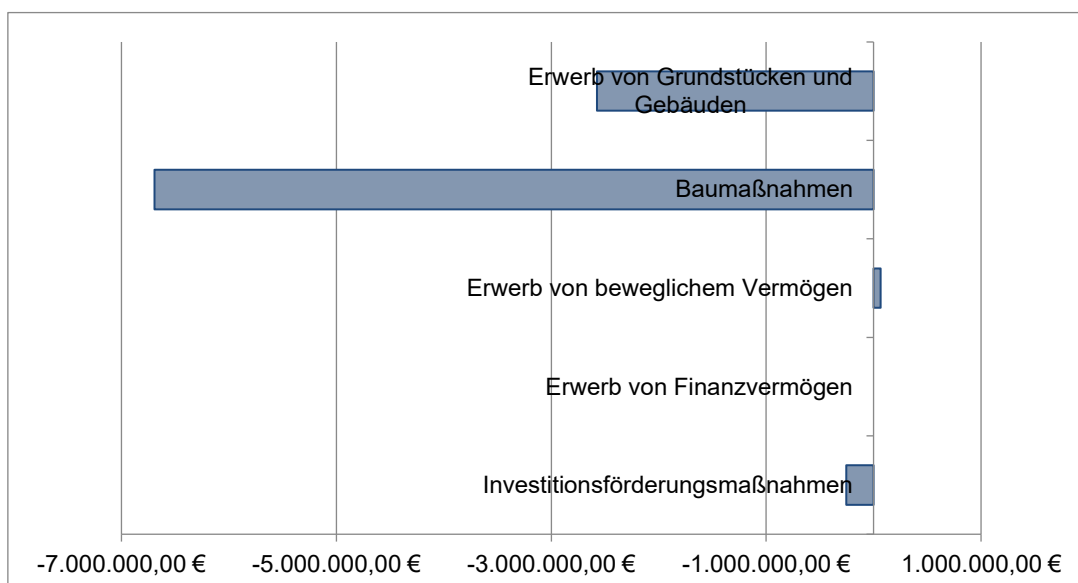 Erwerb von Grundstücken und
Gebäuden
Baumaßnahmen
Erwerb von beweglichem Vermögen
Erwerb von Finanzvermögen
Investitionsförderungsmaßnahmen
-7.000.000,00 € -5.000.000,00 € -3.000.000,00 € -1.000.000,00 € 1.000.000,00 €